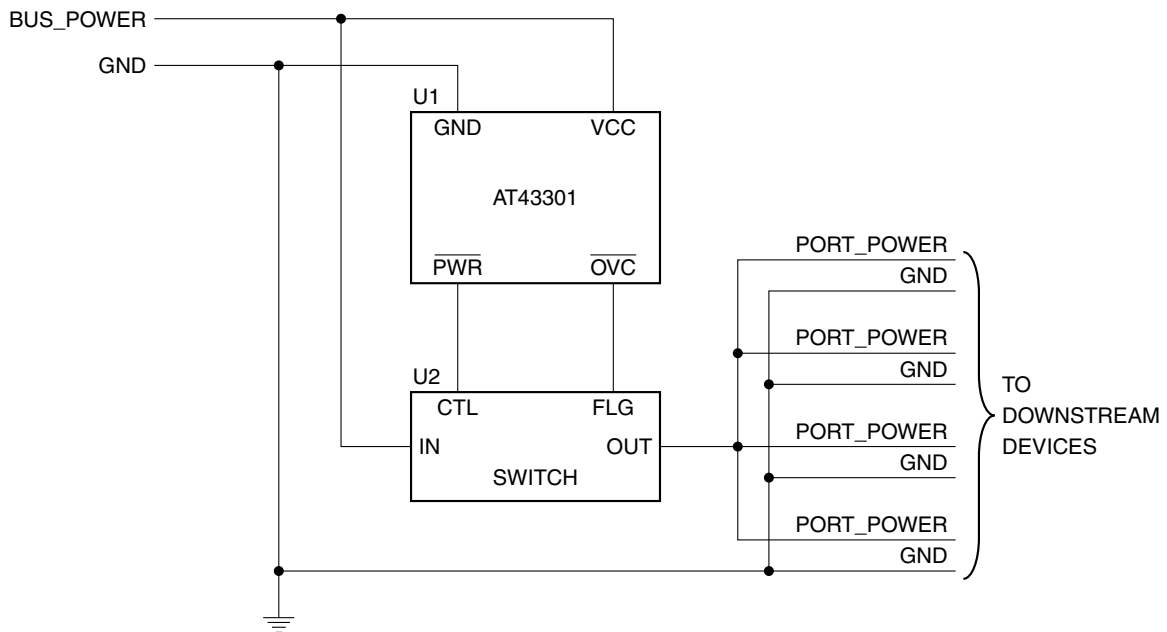 BUS_POWER
GND
U1
GND VCC
AT43301
PWR OVC
U2
CTL FLG
IN OUT
SWITCH
PORT_POWER
GND
PORT_POWER
GND
PORT_POWER
GND
PORT_POWER
GND
TO
DOWNSTREAM
DEVICES